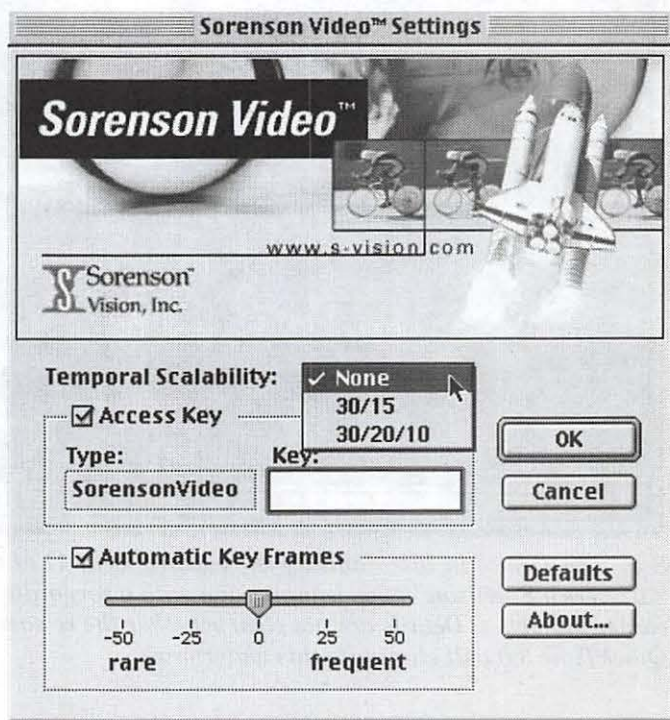 Sorenson Video™ Settings
Sorenson Video™
www.s-vision.com
Sorenson™
Vision, Inc.
Temporal Scalability:
✓ None
30/15
30/20/10
Access Key
Type:
Key:
SorensonVideo
OK
Cancel
Automatic Key Frames
-50 -25 0 25 50
rare frequent
Defaults
About...